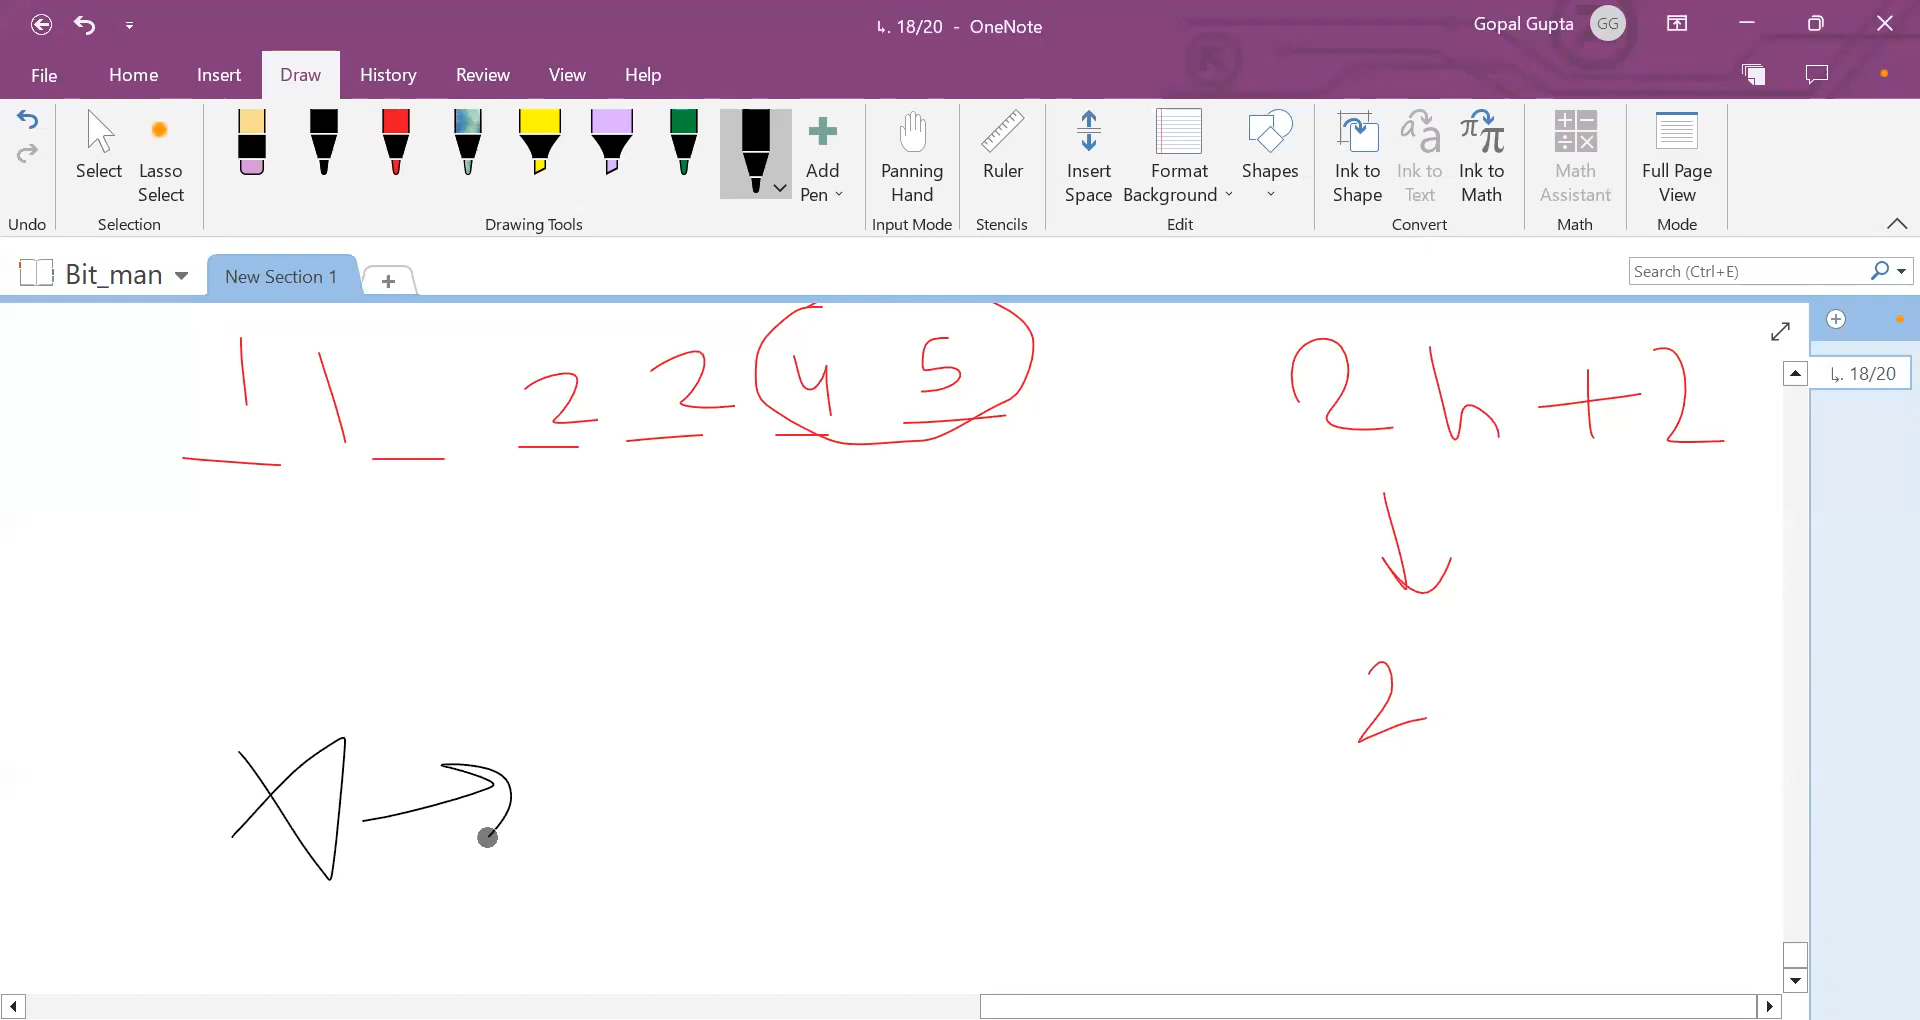 ㄣ. 18/20 - OneNote
Gopal Gupta GG
File Home Insert Draw History Review View Help
Select Lasso Select
Add Pen
Panning Hand
Ruler
Insert Space
Format Background
Shapes
Ink to Shape
Ink to Text
Ink to Math
Math Assistant
Full Page View
Undo Selection Drawing Tools Input Mode Stencils Edit Convert Math Mode
Bit_man New Section 1 Search (Ctrl+E)
18/20
1 1 2 2 4 5 2n+2
2